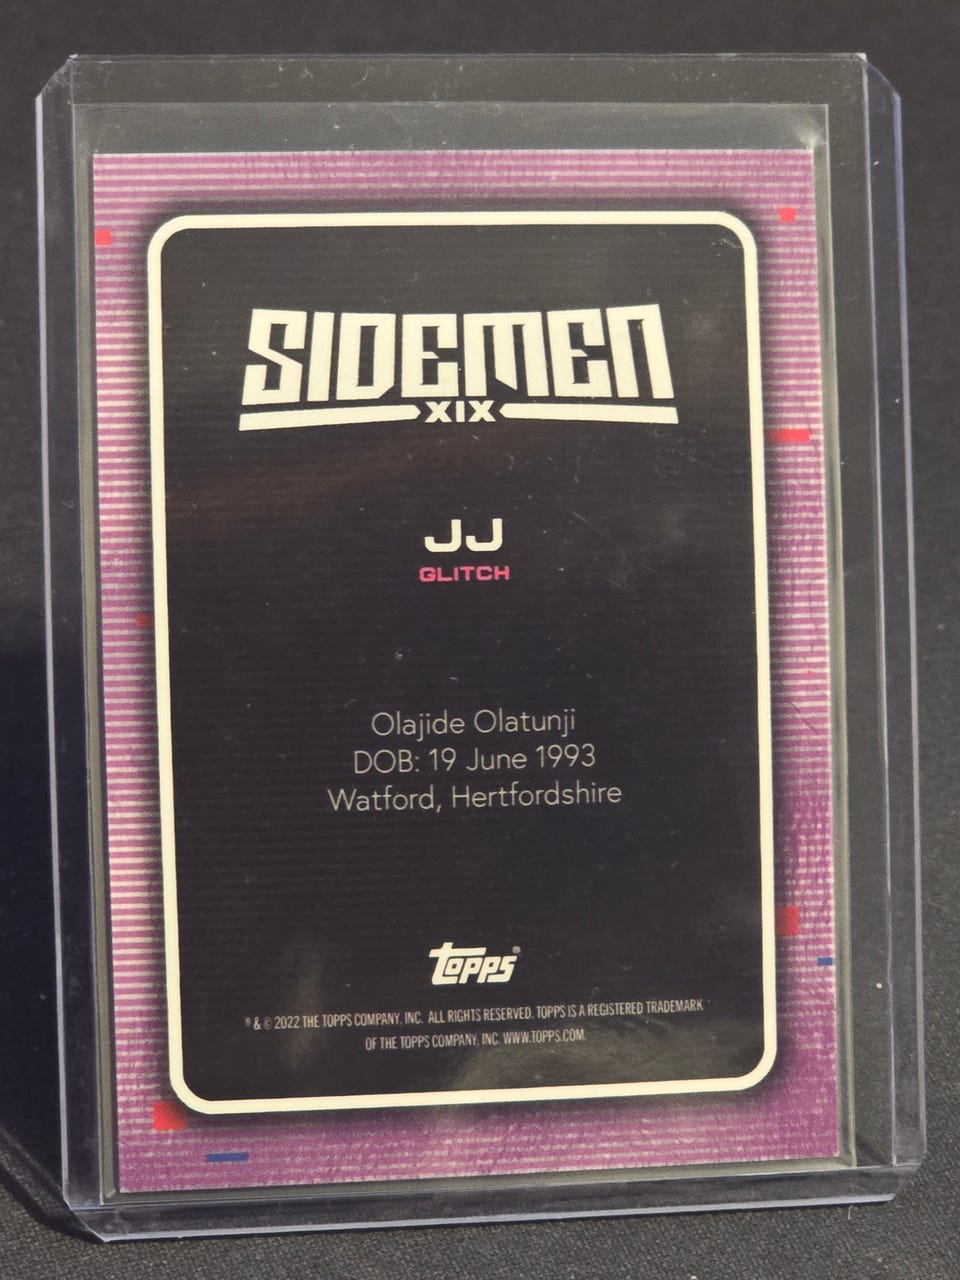 SIDEMEN
XIX
JJ
GLITCH
Olajide Olatunji
DOB: 19 June 1993
Watford, Hertfordshire
Topps®
® & © 2022 THE TOPPS COMPANY, INC. ALL RIGHTS RESERVED. TOPPS IS A REGISTERED TRADEMARK
OF THE TOPPS COMPANY, INC. WWW.TOPPS.COM.